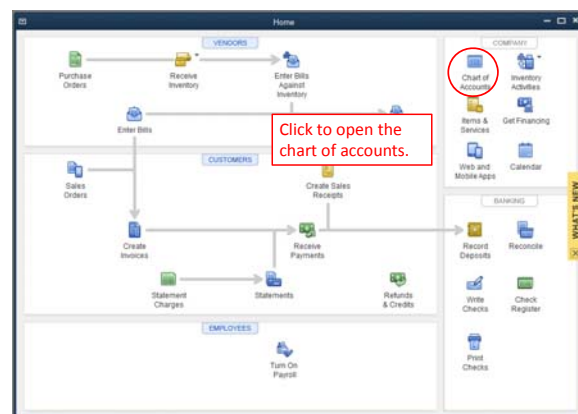 Home
VENDORS
Purchase
Orders
Receive
Inventory
Enter Bills
Against
Inventory
Enter Bills
Click to open the
chart of accounts.
CUSTOMERS
Sales
Orders
Create Sales
Receipts
Create
Invoices
Receive
Payments
Statement
Charges
Statements
Refunds
& Credits
EMPLOYEES
Turn On
Payroll
COMPANY
Chart of
Accounts
Inventory
Activities
Items &
Services
Get Financing
Web and
Mobile Apps
Calendar
BANKING
Record
Deposits
Reconcile
Write
Checks
Check
Register
Print
Checks
WHAT'S NEW